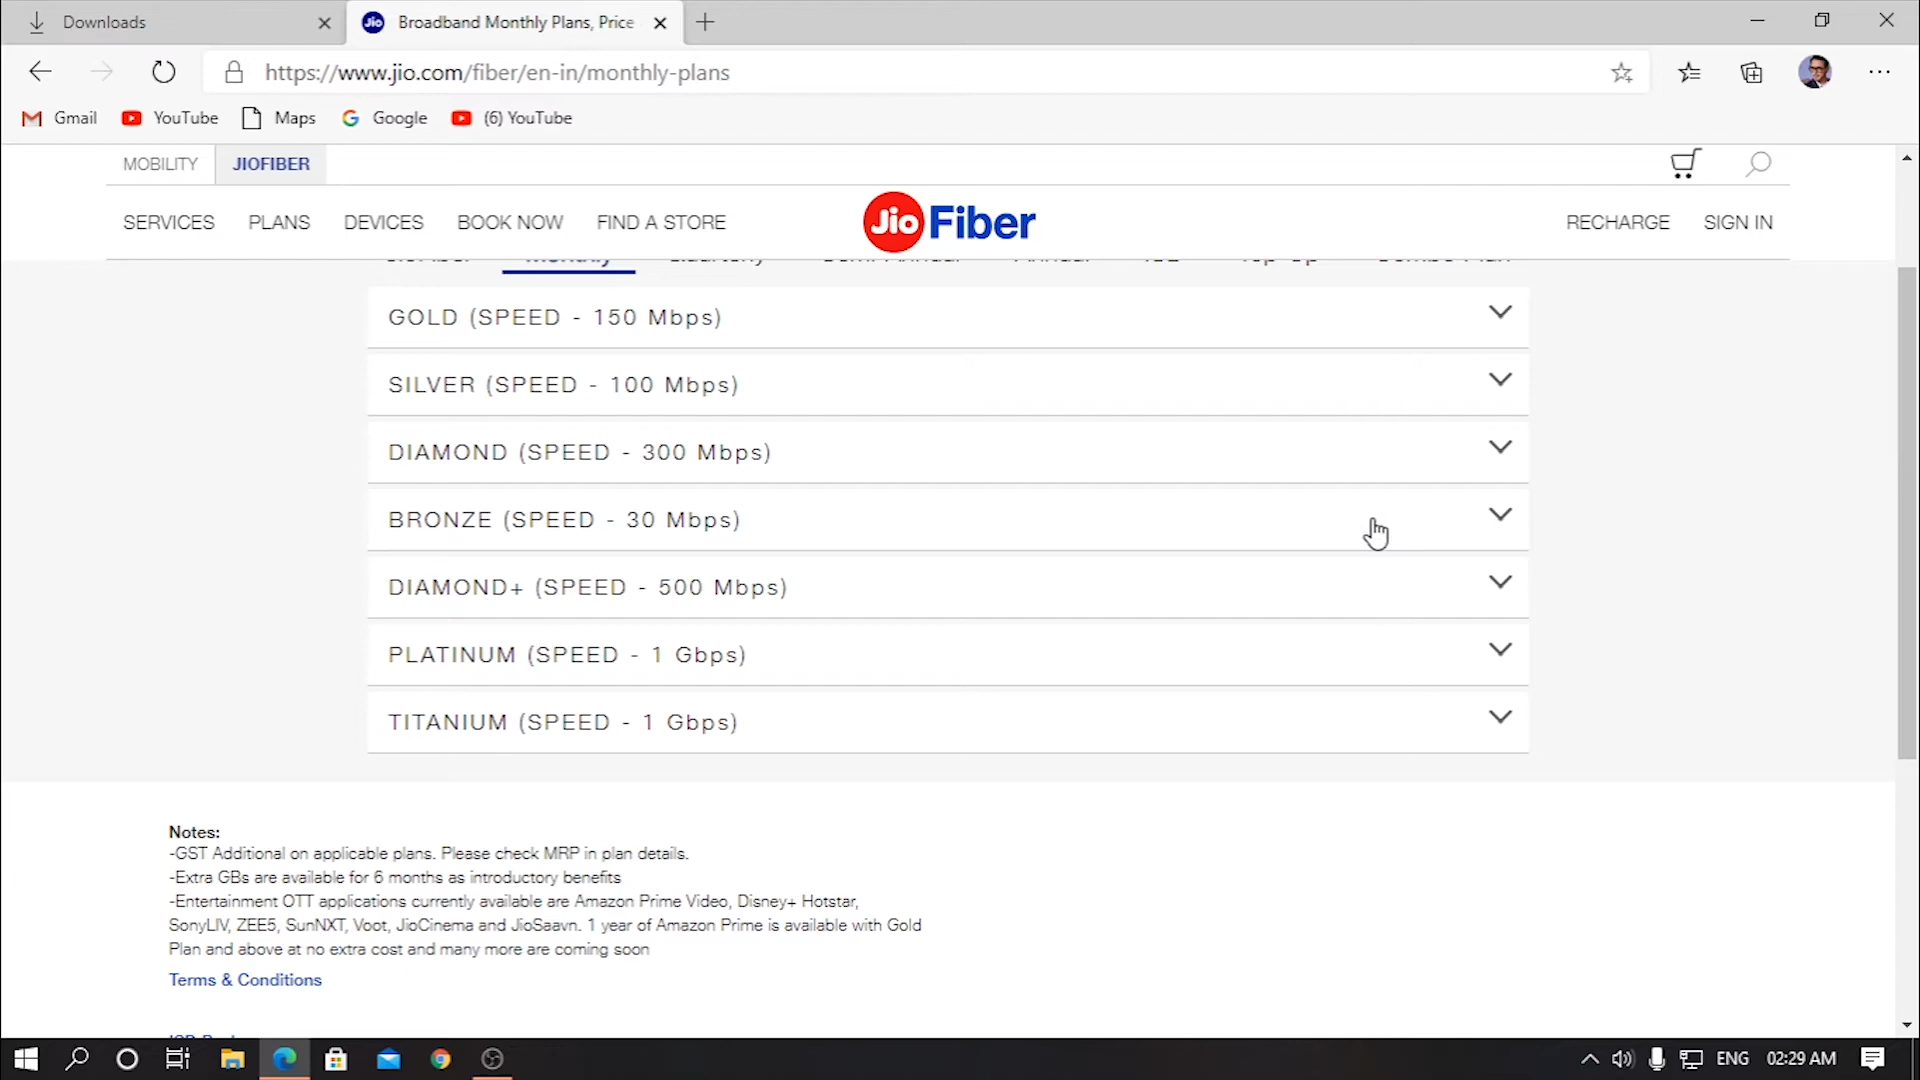 Downloads
Jio Broadband Monthly Plans, Price
https://www.jio.com/fiber/en-in/monthly-plans
Gmail YouTube Maps Google (6) YouTube
MOBILITY JIOFIBER
SERVICES PLANS DEVICES BOOK NOW FIND A STORE Jio Fiber RECHARGE SIGN IN
Monthly
GOLD (SPEED - 150 Mbps)
SILVER (SPEED - 100 Mbps)
DIAMOND (SPEED - 300 Mbps)
BRONZE (SPEED - 30 Mbps)
DIAMOND+ (SPEED - 500 Mbps)
PLATINUM (SPEED - 1 Gbps)
TITANIUM (SPEED - 1 Gbps)
Notes:
-GST Additional on applicable plans. Please check MRP in plan details.
-Extra GBs are available for 6 months as introductory benefits
-Entertainment OTT applications currently available are Amazon Prime Video, Disney+ Hotstar,
SonyLIV, ZEE5, SunNXT, Voot, JioCinema and JioSaavn. 1 year of Amazon Prime is available with Gold
Plan and above at no extra cost and many more are coming soon
Terms & Conditions
ENG 02:29 AM